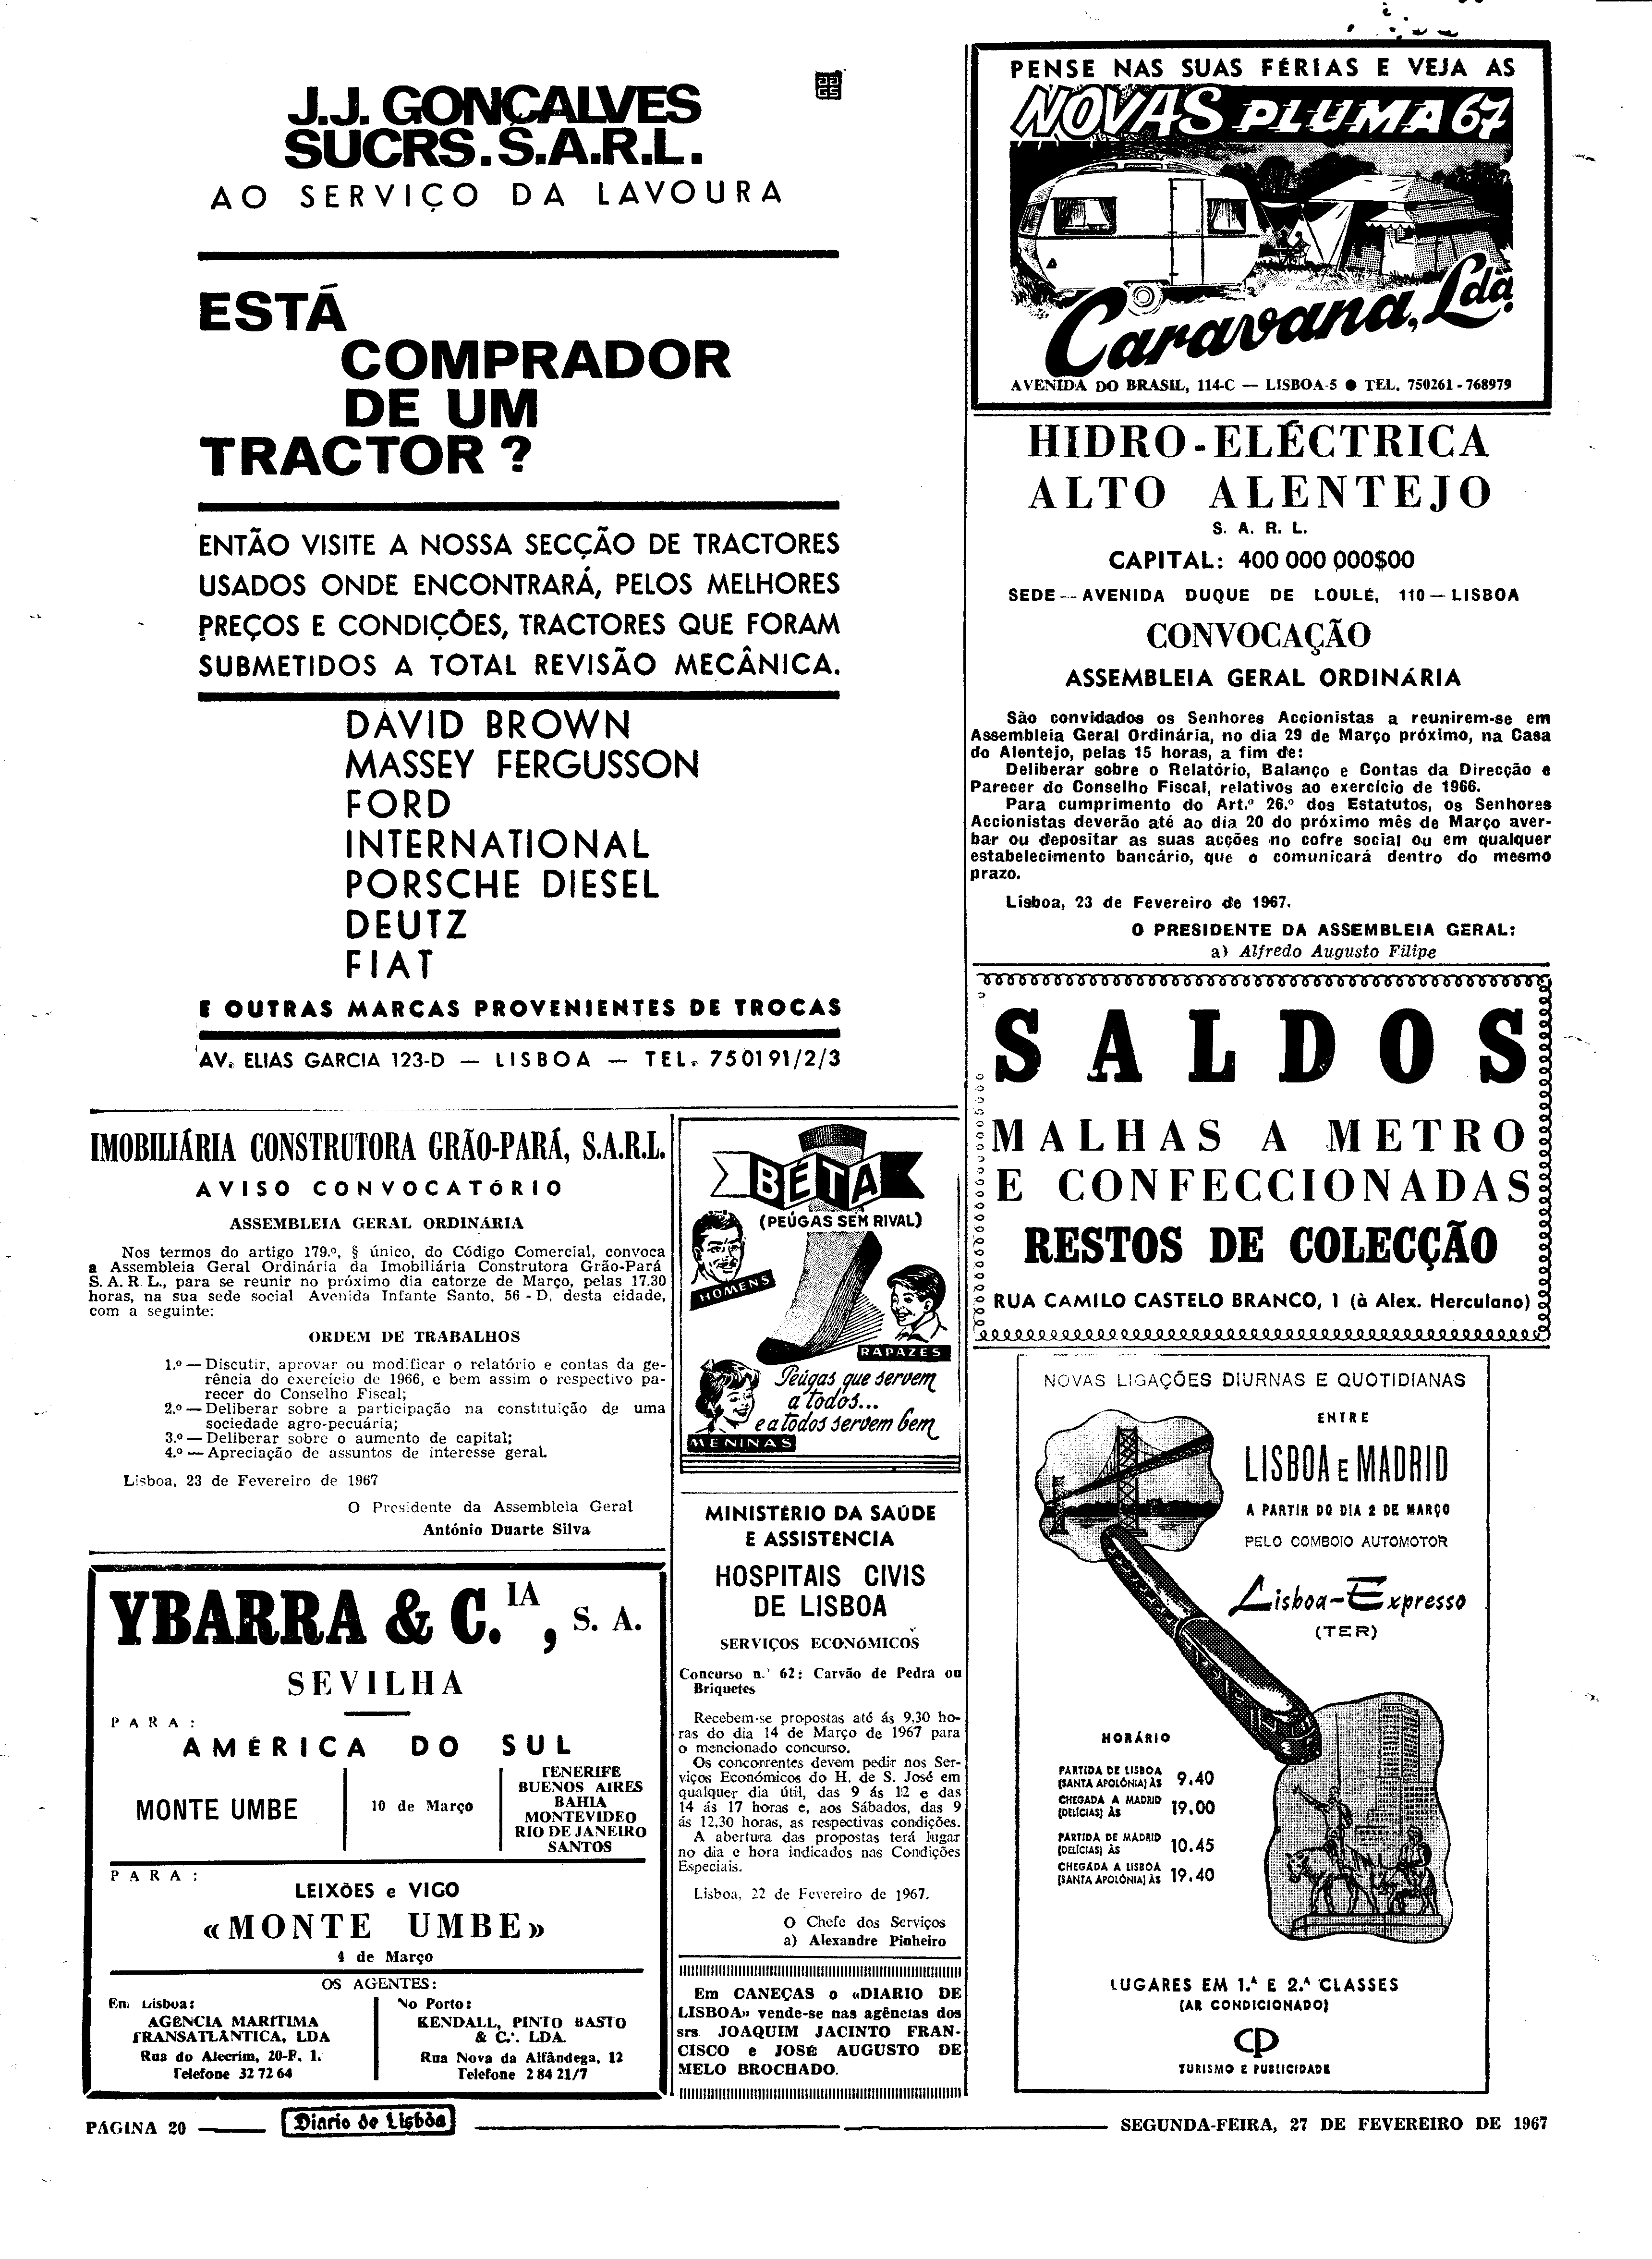 J.J. GONÇALVES
SUCRS. S.A.R.L.
AO SERVIÇO DA LAVOURA
ESTÁ
COMPRADOR
DE UM
TRACTOR ?
ENTÃO VISITE A NOSSA SECÇÃO DE TRACTORES
USADOS ONDE ENCONTRARÁ, PELOS MELHORES
PREÇOS E CONDIÇÕES, TRACTORES QUE FORAM
SUBMETIDOS A TOTAL REVISÃO MECÂNICA.
DAVID BROWN
MASSEY FERGUSSON
FORD
INTERNATIONAL
PORSCHE DIESEL
DEUTZ
FIAT
E OUTRAS MARCAS PROVENIENTES DE TROCAS
AV. ELIAS GARCIA 123-D — LISBOA — TEL. 750191/2/3
IMOBILIÁRIA CONSTRUTORA GRÃO-PARÁ, S.A.R.L.
AVISO CONVOCATÓRIO
ASSEMBLEIA GERAL ORDINÁRIA
Nos termos do artigo 179.º, § único, do Código Comercial, convoca
a Assembleia Geral Ordinária da Imobiliária Construtora Grão-Pará
S. A. R. L., para se reunir no próximo dia catorze de Março, pelas 17.30
horas, na sua sede social Avenida Infante Santo, 56 - D, desta cidade,
com a seguinte:
ORDEM DE TRABALHOS
1.º — Discutir, aprovar ou modificar o relatório e contas da ge-
rência do exercício de 1966, e bem assim o respectivo pa-
recer do Conselho Fiscal;
2.º — Deliberar sobre a participação na constituição de uma
sociedade agro-pecuária;
3.º — Deliberar sobre o aumento de capital;
4.º — Apreciação de assuntos de interesse geral.
Lisboa, 23 de Fevereiro de 1967
O Presidente da Assembleia Geral
António Duarte Silva
YBARRA & C.IA, S. A.
SEVILHA
PARA:
AMÉRICA DO SUL
MONTE UMBE
10 de Março
TENERIFE
BUENOS AIRES
BAHIA
MONTEVIDEO
RIO DE JANEIRO
SANTOS
PARA:
LEIXÕES e VIGO
«MONTE UMBE»
4 de Março
OS AGENTES:
Em Lisboa:
AGÊNCIA MARÍTIMA
TRANSATLÂNTICA, LDA
Rua do Alecrim, 20-F. 1.
Telefone 32 72 64
No Porto:
KENDALL, PINTO BASTO
& C.ª. LDA.
Rua Nova da Alfândega, 12
Telefone 2 84 21/7
BÉTA
(PEÚGAS SEM RIVAL)
HOMENS
RAPAZES
Peúgas que servem
a todos...
e a todos servem bem
MENINAS
MINISTÉRIO DA SAÚDE
E ASSISTENCIA
HOSPITAIS CIVIS
DE LISBOA
SERVIÇOS ECONÓMICOS
Concurso n.º 62: Carvão de Pedra ou
Briquetes
Recebem-se propostas até ás 9.30 ho-
ras do dia 14 de Março de 1967 para
o mencionado concurso.
Os concorrentes devem pedir nos Ser-
viços Económicos do H. de S. José em
qualquer dia útil, das 9 ás 12 e das
14 ás 17 horas e, aos Sábados, das 9
ás 12,30 horas, as respectivas condições.
A abertura das propostas terá lugar
no dia e hora indicados nas Condições
Especiais.
Lisboa, 22 de Fevereiro de 1967.
O Chefe dos Serviços
a) Alexandre Pinheiro
Em CANEÇAS o «DIARIO DE
LISBOA» vende-se nas agências dos
srs. JOAQUIM JACINTO FRAN-
CISCO e JOSÉ AUGUSTO DE
MELO BROCHADO.
PENSE NAS SUAS FÉRIAS E VEJA AS
NOVAS PLUMA 67
Caravana, Lda.
AVENIDA DO BRASIL, 114-C — LISBOA-5 ● TEL. 750261 - 768979
HIDRO-ELÉCTRICA
ALTO ALENTEJO
S. A. R. L.
CAPITAL: 400 000 000$00
SEDE — AVENIDA DUQUE DE LOULÉ, 110 — LISBOA
CONVOCAÇÃO
ASSEMBLEIA GERAL ORDINÁRIA
São convidados os Senhores Accionistas a reunirem-se em
Assembleia Geral Ordinária, no dia 29 de Março próximo, na Casa
do Alentejo, pelas 15 horas, a fim de:
Deliberar sobre o Relatório, Balanço e Contas da Direcção e
Parecer do Conselho Fiscal, relativos ao exercício de 1966.
Para cumprimento do Art.º 26.º dos Estatutos, os Senhores
Accionistas deverão até ao dia 20 do próximo mês de Março aver-
bar ou depositar as suas acções no cofre social ou em qualquer
estabelecimento bancário, que o comunicará dentro do mesmo
prazo.
Lisboa, 23 de Fevereiro de 1967.
O PRESIDENTE DA ASSEMBLEIA GERAL:
a) Alfredo Augusto Filipe
SALDOS
MALHAS A METRO
E CONFECCIONADAS
RESTOS DE COLECÇÃO
RUA CAMILO CASTELO BRANCO, 1 (à Alex. Herculano)
NOVAS LIGAÇÕES DIURNAS E QUOTIDIANAS
ENTRE
LISBOA E MADRID
A PARTIR DO DIA 2 DE MARÇO
PELO COMBOIO AUTOMOTOR
Lisboa-Expresso
(TER)
HORÁRIO
PARTIDA DE LISBOA
(SANTA APOLÓNIA) ÀS 9.40
CHEGADA A MADRID
(DELÍCIAS) ÀS 19.00
PARTIDA DE MADRID
(DELÍCIAS) ÀS 10.45
CHEGADA A LISBOA
(SANTA APOLÓNIA) ÀS 19.40
LUGARES EM 1.ª E 2.ª CLASSES
(AR CONDICIONADO)
CP
TURISMO E PUBLICIDADE
PÁGINA 20
Diario de Lisbôa
SEGUNDA-FEIRA, 27 DE FEVEREIRO DE 1967